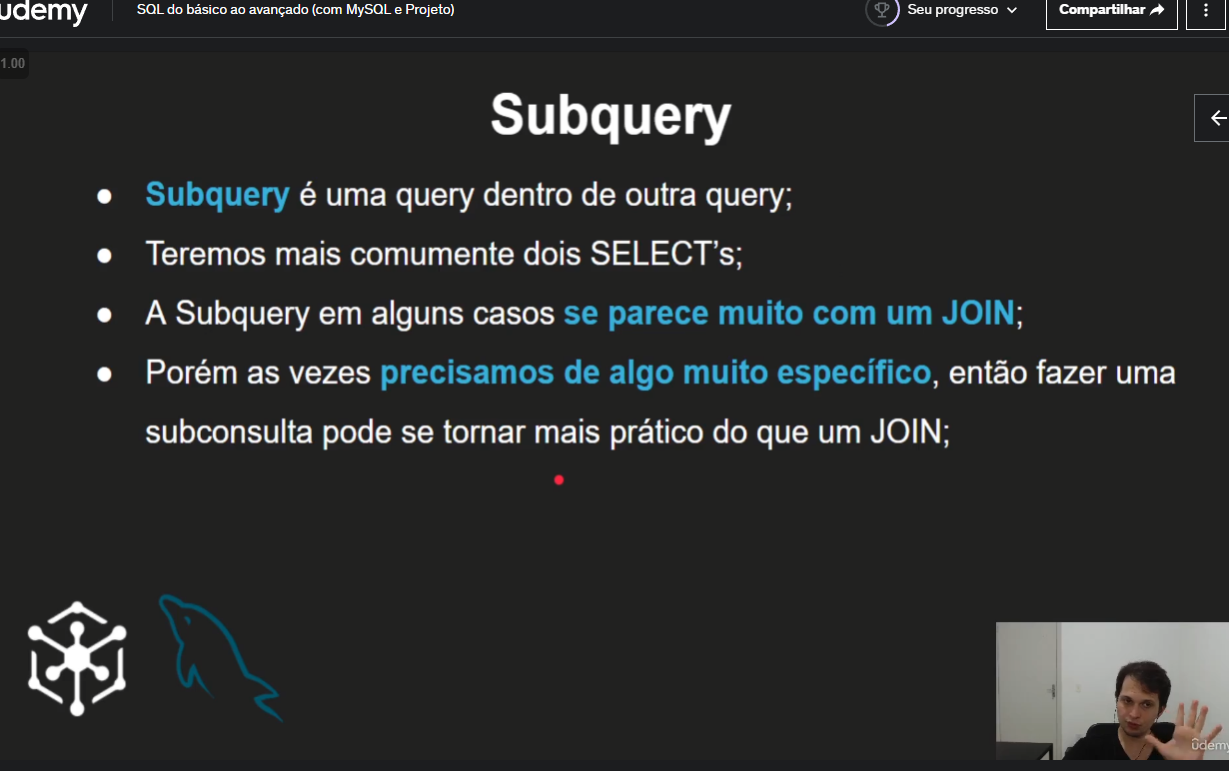 udemy
SQL do básico ao avançado (com MySQL e Projeto)
Seu progresso
Compartilhar
1.00
Subquery
● Subquery é uma query dentro de outra query;
● Teremos mais comumente dois SELECT’s;
● A Subquery em alguns casos se parece muito com um JOIN;
● Porém as vezes precisamos de algo muito específico, então fazer uma
subconsulta pode se tornar mais prático do que um JOIN;
udemy